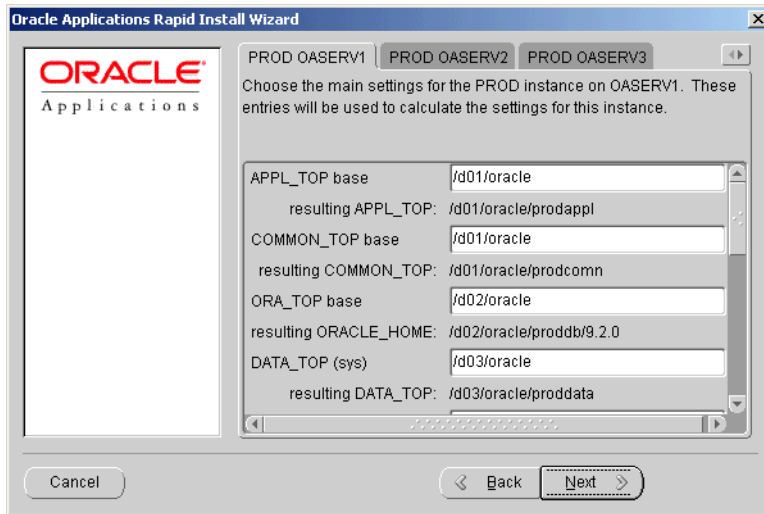 Oracle Applications Rapid Install Wizard
ORACLE
Applications
PROD OASERV1 PROD OASERV2 PROD OASERV3
Choose the main settings for the PROD instance on OASERV1. These
entries will be used to calculate the settings for this instance.
APPL_TOP base /d01/oracle
resulting APPL_TOP: /d01/oracle/prodappl
COMMON_TOP base /d01/oracle
resulting COMMON_TOP: /d01/oracle/prodcomn
ORA_TOP base /d02/oracle
resulting ORACLE_HOME: /d02/oracle/proddb/9.2.0
DATA_TOP (sys) /d03/oracle
resulting DATA_TOP: /d03/oracle/proddata
Cancel Back Next